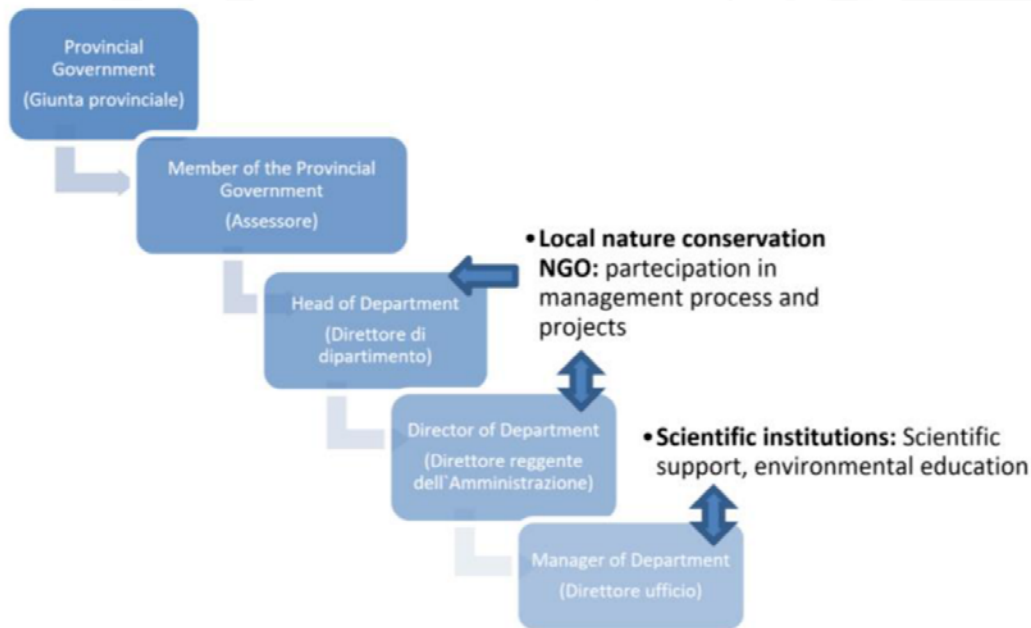 Provincial
Government
(Giunta provinciale)
Member of the Provincial
Government
(Assessore)
•Local nature conservation
NGO: partecipation in
management process and
projects
Head of Department
(Direttore di
dipartimento)
Director of Department
(Direttore reggente
dell`Amministrazione)
•Scientific institutions: Scientific
support, environmental education
Manager of Department
(Direttore ufficio)